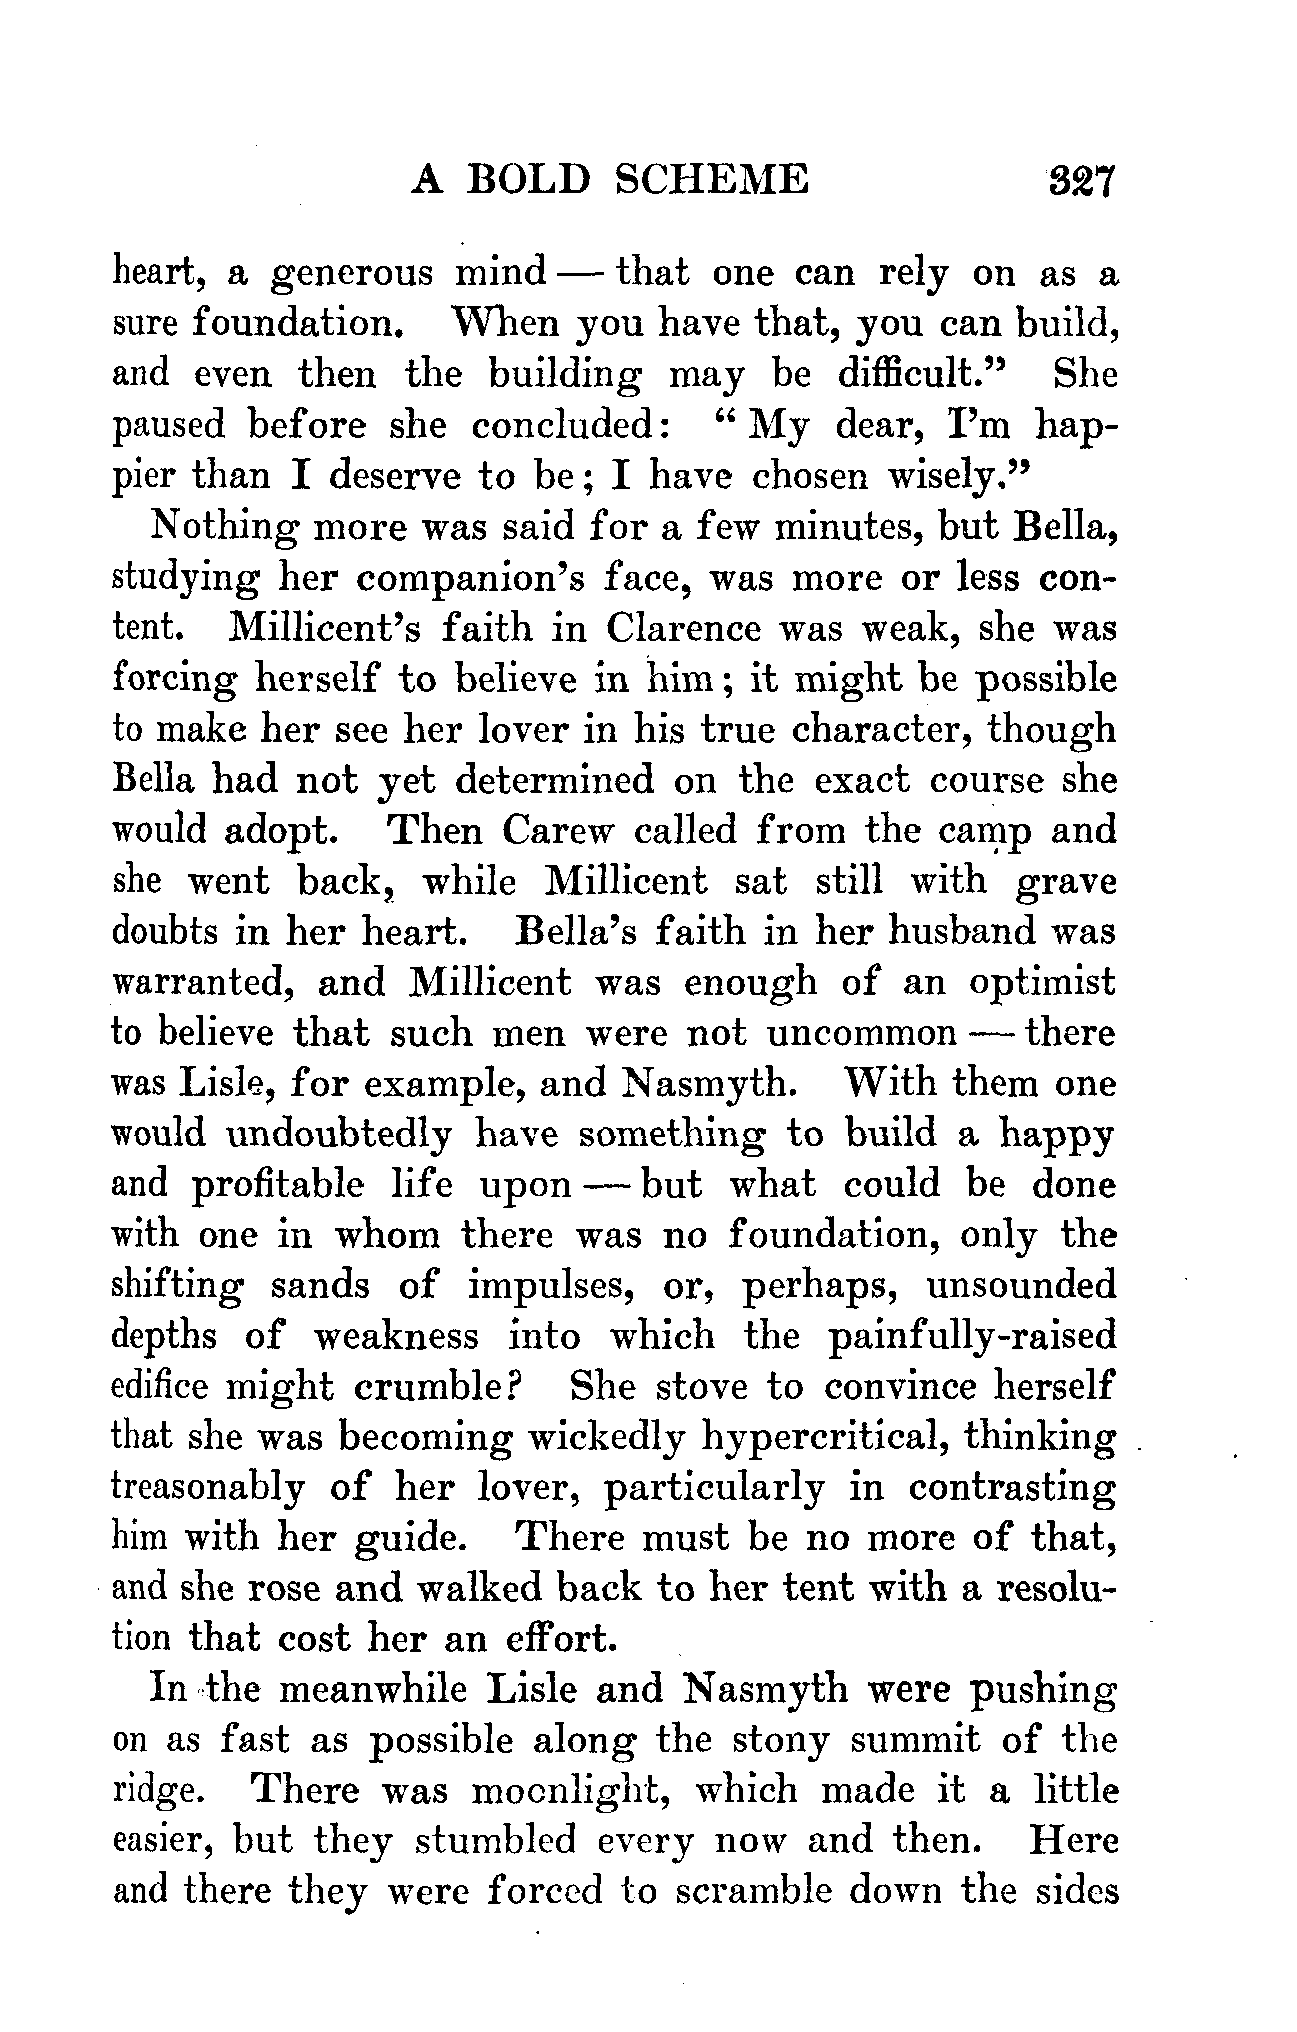 A BOLD SCHEME 327
heart, a generous mind — that one can rely on as a
sure foundation. When you have that, you can build,
and even then the building may be difficult.” She
paused before she concluded: “ My dear, I’m hap-
pier than I deserve to be; I have chosen wisely.”
Nothing more was said for a few minutes, but Bella,
studying her companion’s face, was more or less con-
tent. Millicent’s faith in Clarence was weak, she was
forcing herself to believe in him; it might be possible
to make her see her lover in his true character, though
Bella had not yet determined on the exact course she
would adopt. Then Carew called from the camp and
she went back, while Millicent sat still with grave
doubts in her heart. Bella’s faith in her husband was
warranted, and Millicent was enough of an optimist
to believe that such men were not uncommon — there
was Lisle, for example, and Nasmyth. With them one
would undoubtedly have something to build a happy
and profitable life upon — but what could be done
with one in whom there was no foundation, only the
shifting sands of impulses, or, perhaps, unsounded
depths of weakness into which the painfully-raised
edifice might crumble? She stove to convince herself
that she was becoming wickedly hypercritical, thinking
treasonably of her lover, particularly in contrasting
him with her guide. There must be no more of that,
and she rose and walked back to her tent with a resolu-
tion that cost her an effort.
In the meanwhile Lisle and Nasmyth were pushing
on as fast as possible along the stony summit of the
ridge. There was moonlight, which made it a little
easier, but they stumbled every now and then. Here
and there they were forced to scramble down the sides